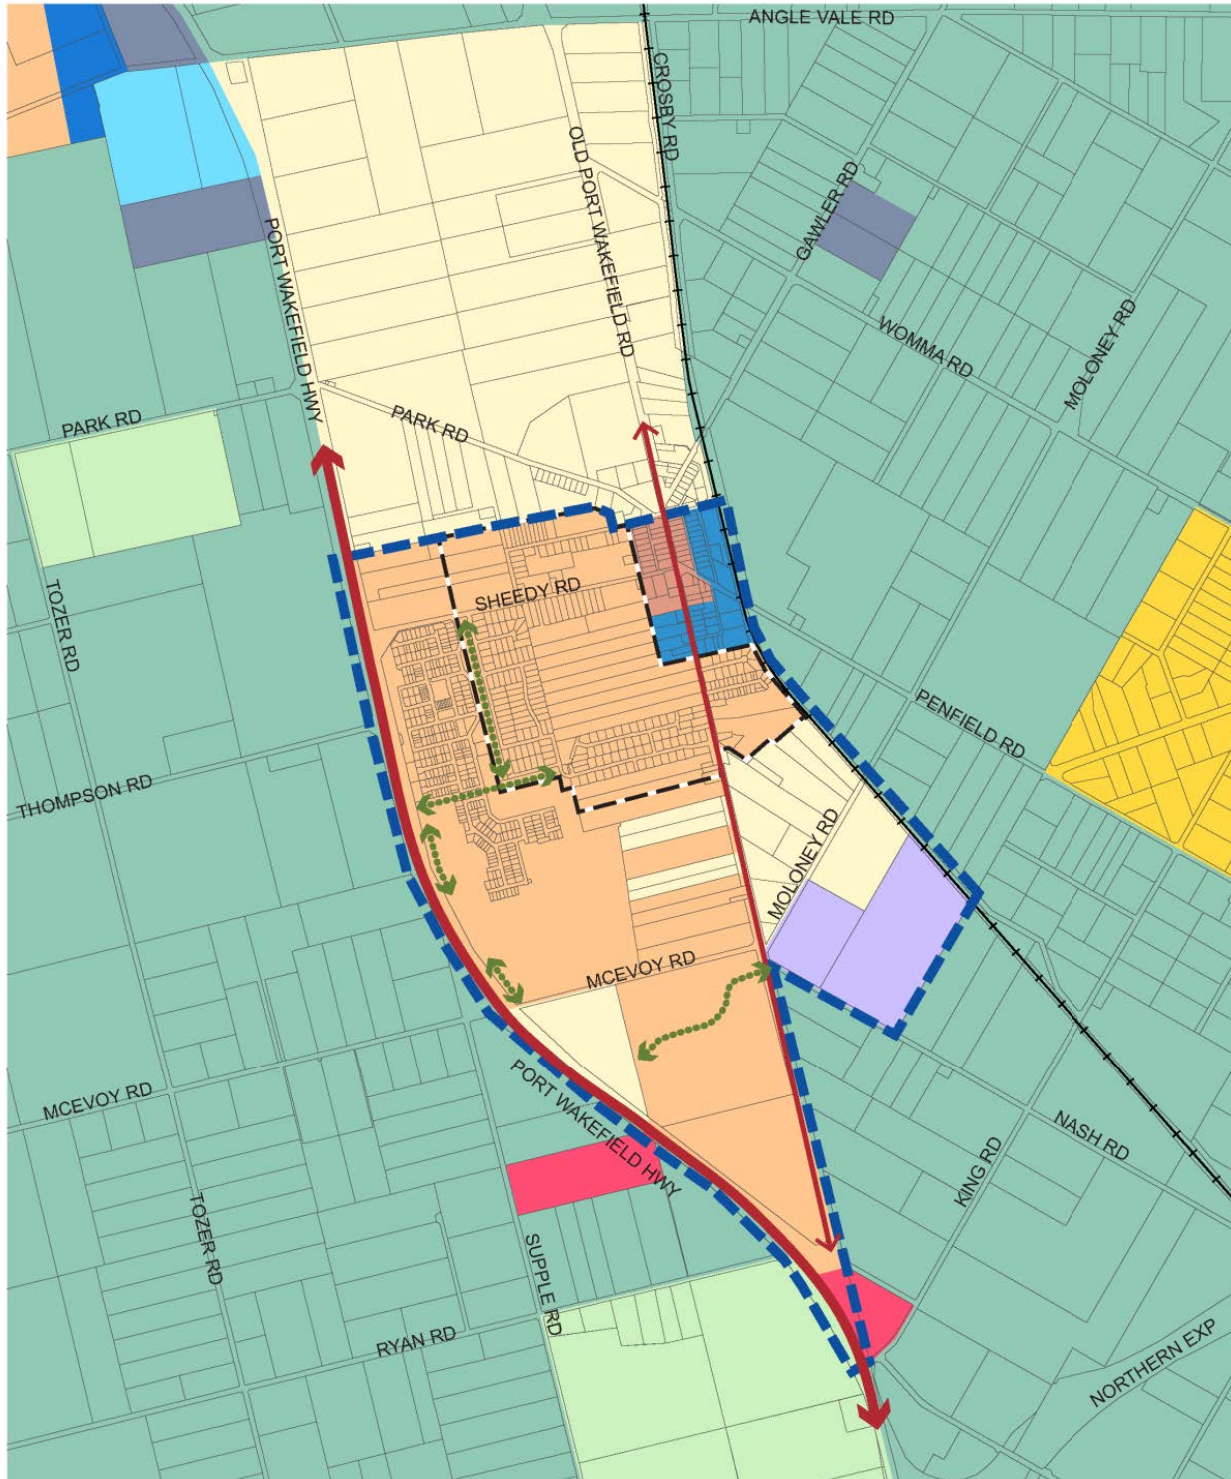 ANGLE VALE RD
CROSBY RD
OLD PORT WAKEFIELD RD
GAWLER RD
PORT WAKEFIELD HWY
WOMMA RD
MOLONEY RD
PARK RD
PARK RD
SHEEDY RD
TOZER RD
PENFIELD RD
THOMPSON RD
MOLONEY RD
MCEVOY RD
PORT WAKEFIELD HWY
MCEVOY RD
NASH RD
KING RD
TOZER RD
SUPPLE RD
RYAN RD
NORTHERN EXP